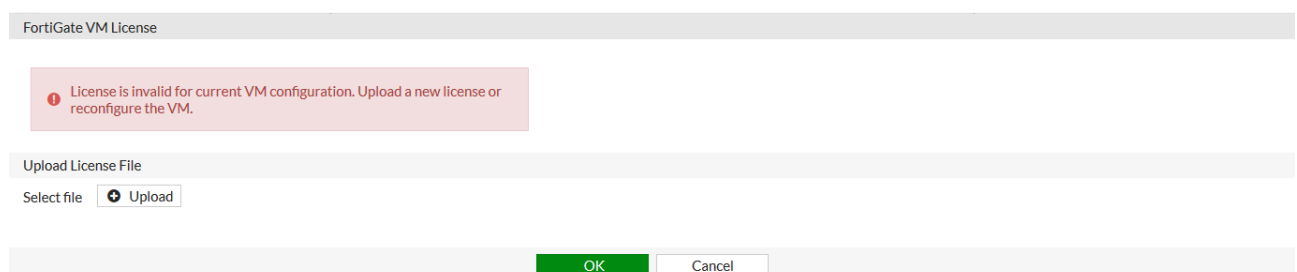 FortiGate VM License
License is invalid for current VM configuration. Upload a new license or
reconfigure the VM.
Upload License File
Select file Upload
OK Cancel